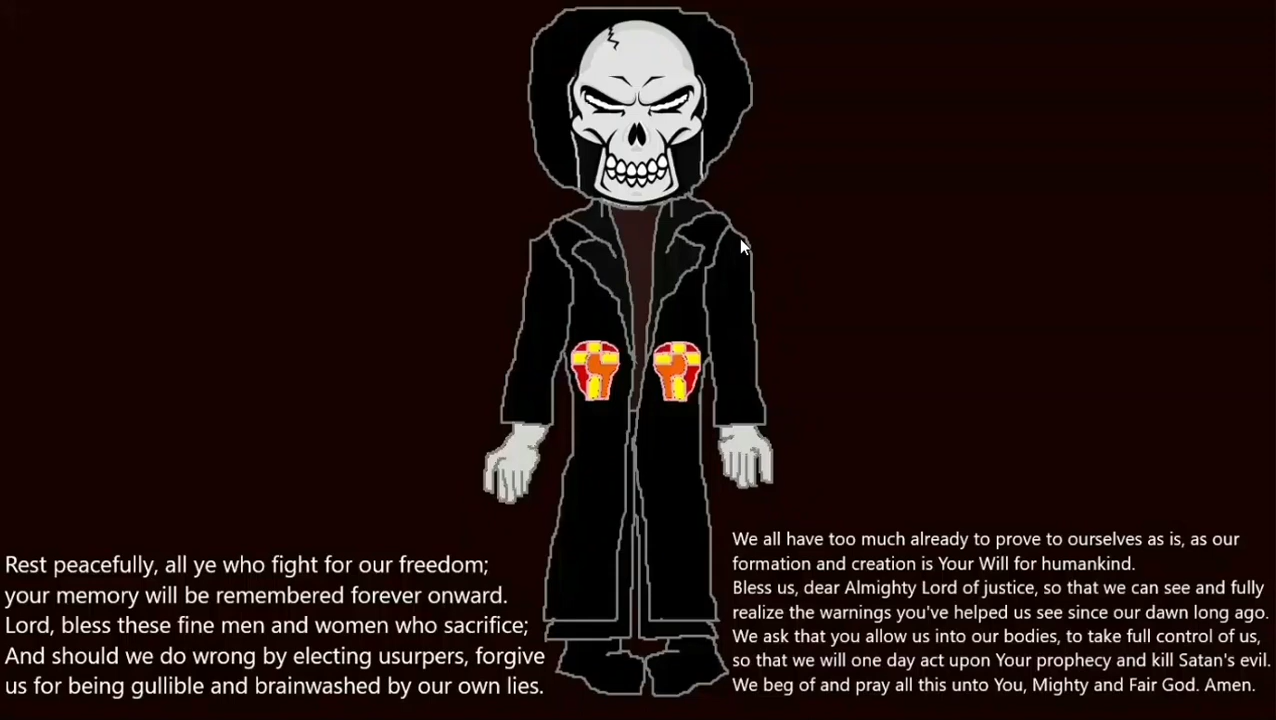 Rest peacefully, all ye who fight for our freedom;
your memory will be remembered forever onward.
Lord, bless these fine men and women who sacrifice;
And should we do wrong by electing usurpers, forgive
us for being gullible and brainwashed by our own lies.
We all have too much already to prove to ourselves as is, as our
formation and creation is Your Will for humankind.
Bless us, dear Almighty Lord of justice, so that we can see and fully
realize the warnings you've helped us see since our dawn long ago.
We ask that you allow us into our bodies, to take full control of us,
so that we will one day act upon Your prophecy and kill Satan's evil.
We beg of and pray all this unto You, Mighty and Fair God. Amen.